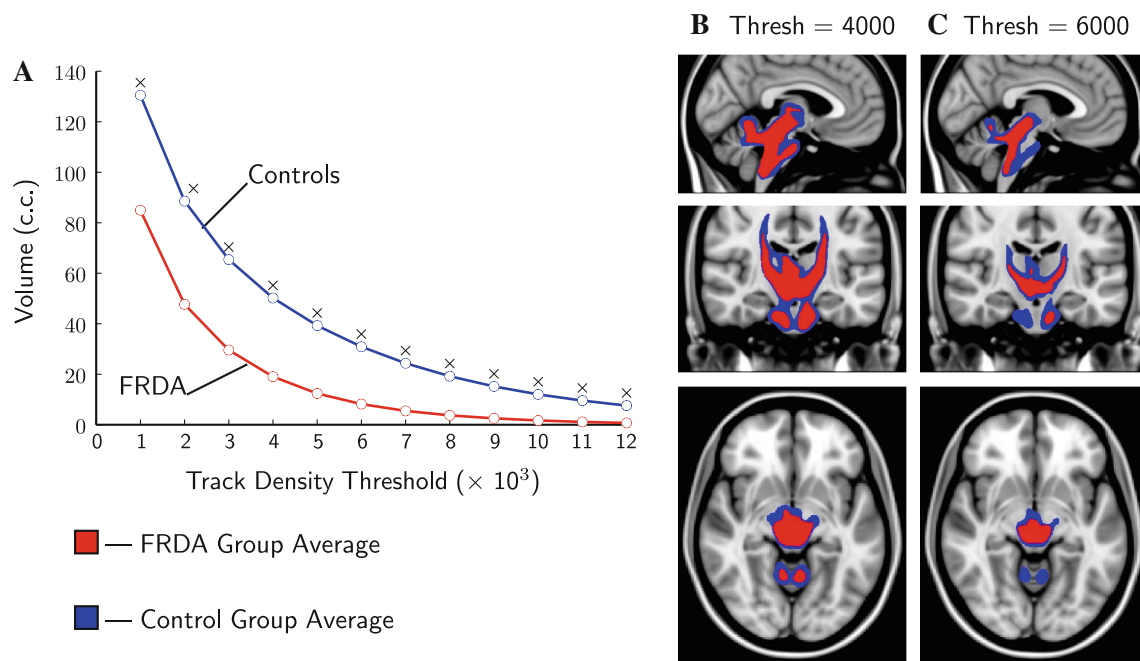 A
B Thresh = 4000
C Thresh = 6000
Volume (c.c.)
140
120
100
80
60
40
20
0
Controls
FRDA
0 1 2 3 4 5 6 7 8 9 10 11 12
Track Density Threshold (× 10³)
— FRDA Group Average
— Control Group Average